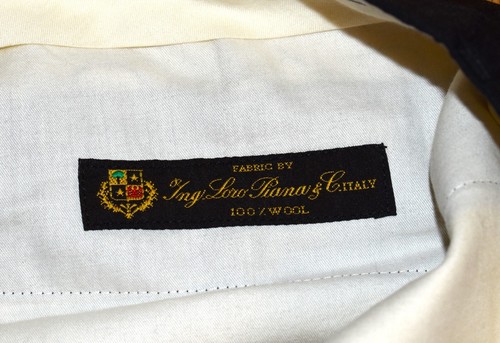 FABRIC BY
® Ing. Loro Piana & C. ITALY
100% WOOL